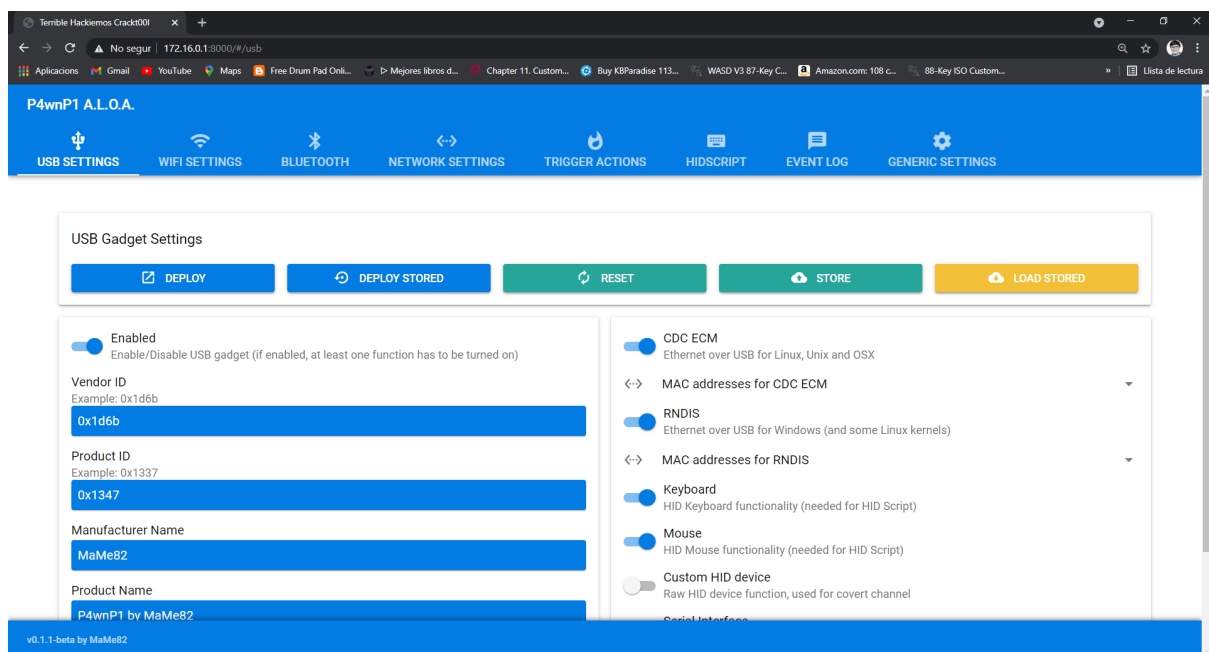 Terrible Hackiemos Crackt00l
No segur | 172.16.0.1:8000/#/usb
Aplicacions Gmail YouTube Maps Free Drum Pad Onli... ▷ Mejores libros d... Chapter 11. Custom... Buy KBParadise 113... WASD V3 87-Key C... Amazon.com: 108 c... 88-Key ISO Custom... » Llista de lectura
P4wnP1 A.L.O.A.
USB SETTINGS WIFI SETTINGS BLUETOOTH NETWORK SETTINGS TRIGGER ACTIONS HIDSCRIPT EVENT LOG GENERIC SETTINGS
USB Gadget Settings
DEPLOY DEPLOY STORED RESET STORE LOAD STORED
Enabled
Enable/Disable USB gadget (if enabled, at least one function has to be turned on)
Vendor ID
Example: 0x1d6b
0x1d6b
Product ID
Example: 0x1337
0x1347
Manufacturer Name
MaMe82
Product Name
P4wnP1 by MaMe82
CDC ECM
Ethernet over USB for Linux, Unix and OSX
MAC addresses for CDC ECM
RNDIS
Ethernet over USB for Windows (and some Linux kernels)
MAC addresses for RNDIS
Keyboard
HID Keyboard functionality (needed for HID Script)
Mouse
HID Mouse functionality (needed for HID Script)
Custom HID device
Raw HID device function, used for covert channel
Serial Interface
v0.1.1-beta by MaMe82